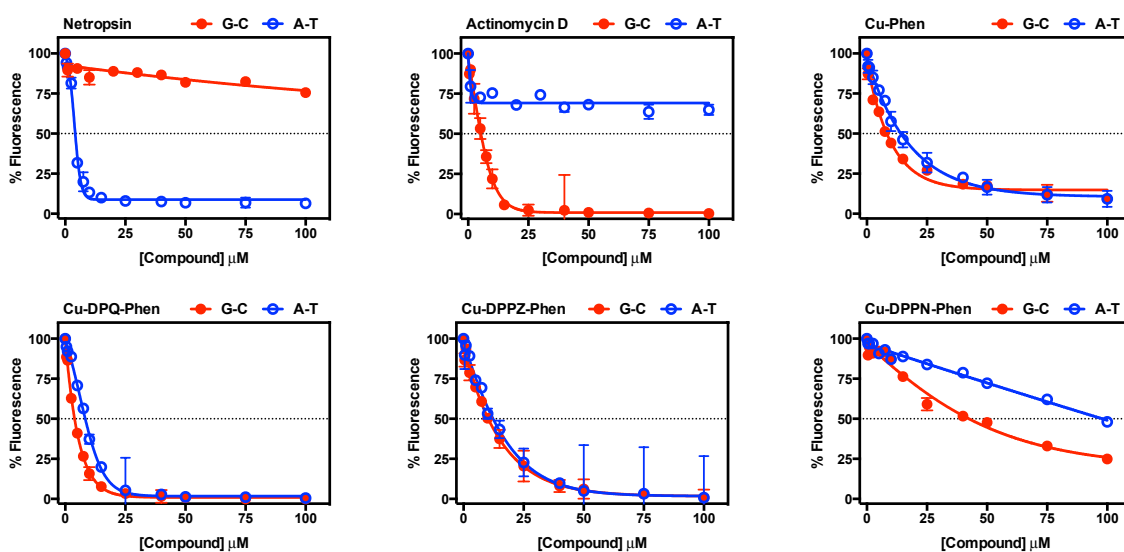 Netropsin G-C A-T
% Fluorescence
100
75
50
25
0
0 25 50 75 100
[Compound] μM
Actinomycin D G-C A-T
% Fluorescence
100
75
50
25
0
0 25 50 75 100
[Compound] μM
Cu-Phen G-C A-T
% Fluorescence
100
75
50
25
0
0 25 50 75 100
[Compound] μM
Cu-DPQ-Phen G-C A-T
% Fluorescence
100
75
50
25
0
0 25 50 75 100
[Compound] μM
Cu-DPPZ-Phen G-C A-T
% Fluorescence
100
75
50
25
0
0 25 50 75 100
[Compound] μM
Cu-DPPN-Phen G-C A-T
% Fluorescence
100
75
50
25
0
0 25 50 75 100
[Compound] μM